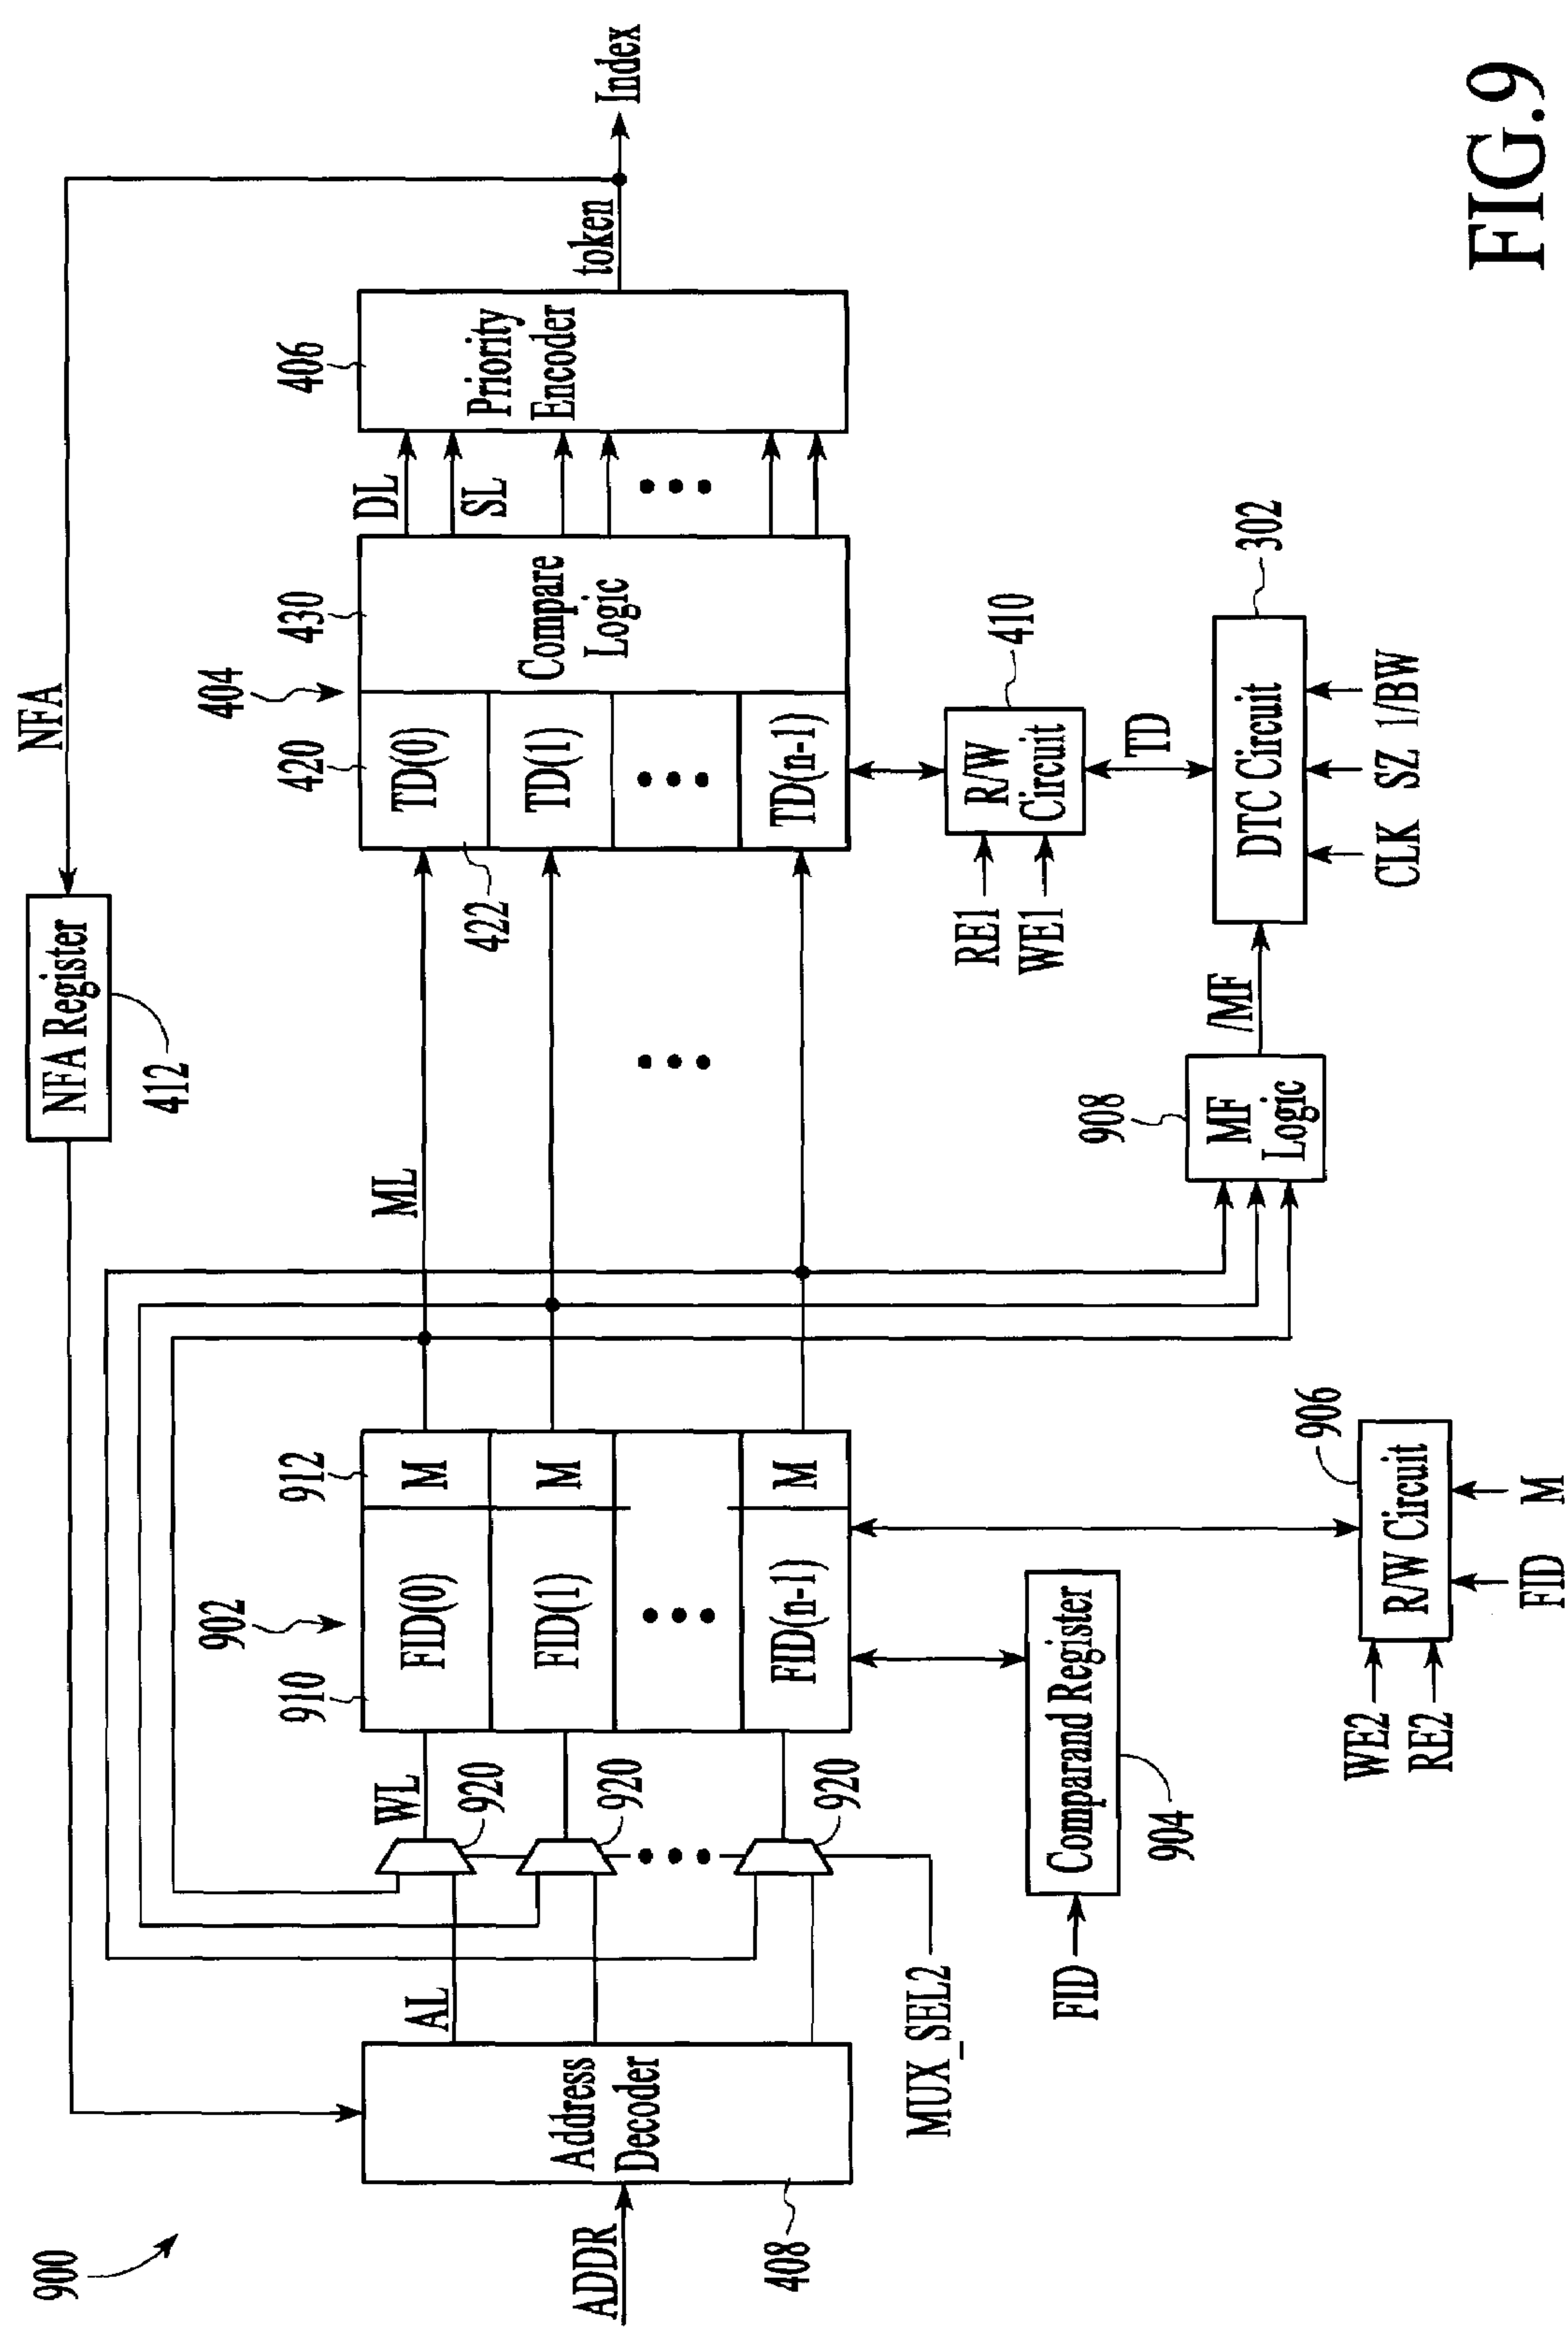 900
ADDR
408
Address
Decoder
AL
MUX_SEL2
WL
920
920
920
FID
904
Comparand Register
902
910
912
FID(0)
M
FID(1)
M
FID(n-1)
M
WE2
RE2
906
R/W Circuit
FID
M
ML
NFA Register
412
NFA
908
MF
Logic
/MF
404
420
422
430
TD(0)
TD(1)
TD(n-1)
Compare
Logic
RE1
WE1
R/W
Circuit
410
TD
DTC Circuit
302
CLK
SZ
1/BW
DL
SL
406
Priority
Encoder
token
Index
FIG.9